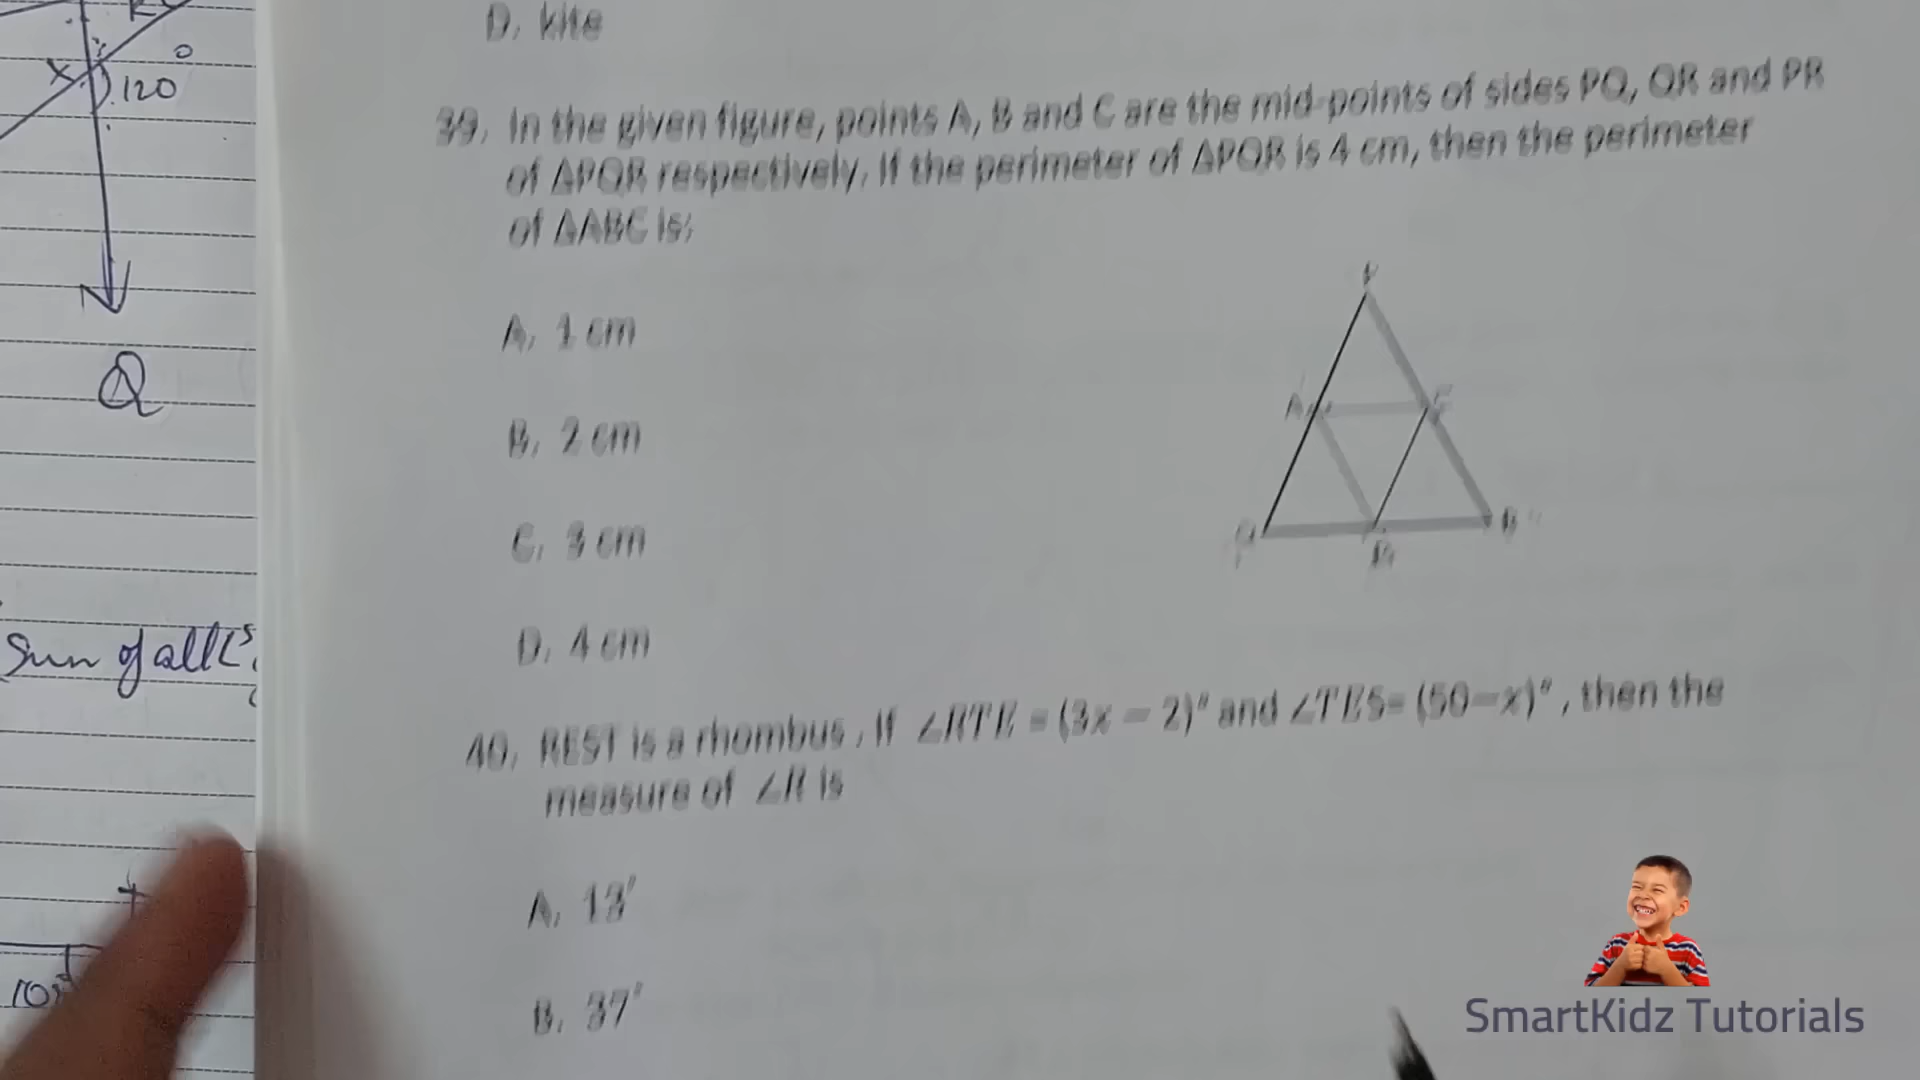 D. kite
120°
X
39. In the given figure, points A, B and C are the mid-points of sides PQ, QR and PR
of ΔPQR respectively. If the perimeter of ΔPQR is 4 cm, then the perimeter
of ΔABC is:
P
A. 1 cm
A C
B. 2 cm
Q B R
C. 3 cm
Q
D. 4 cm
Sum of all
40. REST is a rhombus. If ∠RTE = (3x − 2)° and ∠TES= (50−x)°, then the
measure of ∠R is
A. 13°
B. 37°
SmartKidz Tutorials